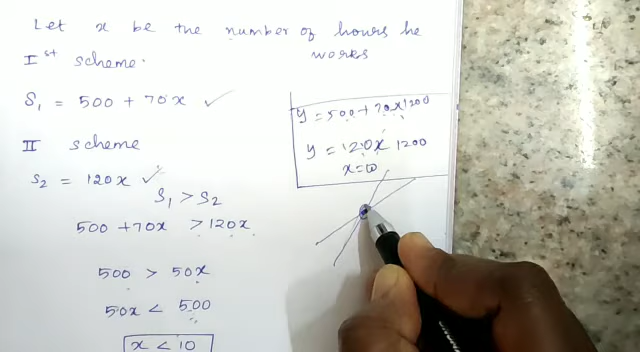 Let x be the number of hours he
works
Ist scheme.
S1 = 500 + 70x ✓
II scheme
S2 = 120x ✓
S1 > S2
500 + 70x > 120x
500 > 50x
50x < 500
x < 10
y = 500 + 70x 1200
y = 120x 1200
x = 10